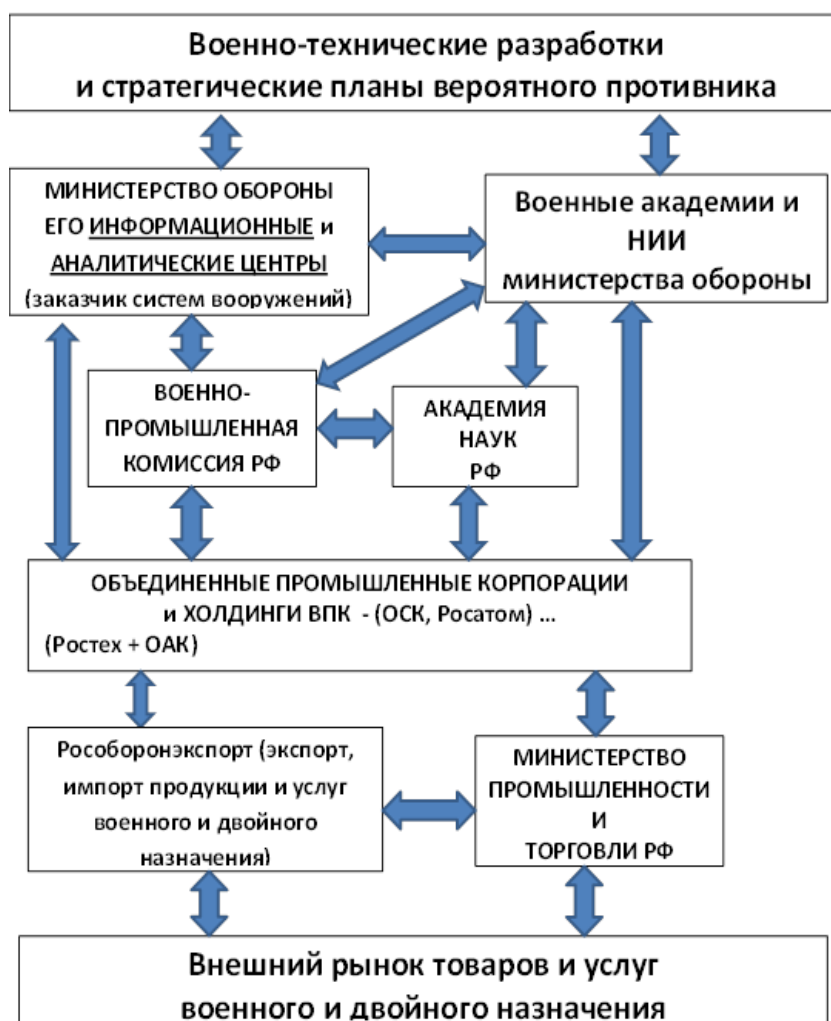 Военно-технические разработки
и стратегические планы вероятного противника
МИНИСТЕРСТВО ОБОРОНЫ
ЕГО ИНФОРМАЦИОННЫЕ и
АНАЛИТИЧЕСКИЕ ЦЕНТРЫ
(заказчик систем вооружений)
Военные академии и
НИИ
министерства обороны
ВОЕННО-
ПРОМЫШЛЕННАЯ
КОМИССИЯ РФ
АКАДЕМИЯ
НАУК
РФ
ОБЪЕДИНЕННЫЕ ПРОМЫШЛЕННЫЕ КОРПОРАЦИИ
и ХОЛДИНГИ ВПК - (ОСК, Росатом) ...
(Ростех + ОАК)
Рособоронэкспорт (экспорт,
импорт продукции и услуг
военного и двойного
назначения)
МИНИСТЕРСТВО
ПРОМЫШЛЕННОСТИ
И
ТОРГОВЛИ РФ
Внешний рынок товаров и услуг
военного и двойного назначения